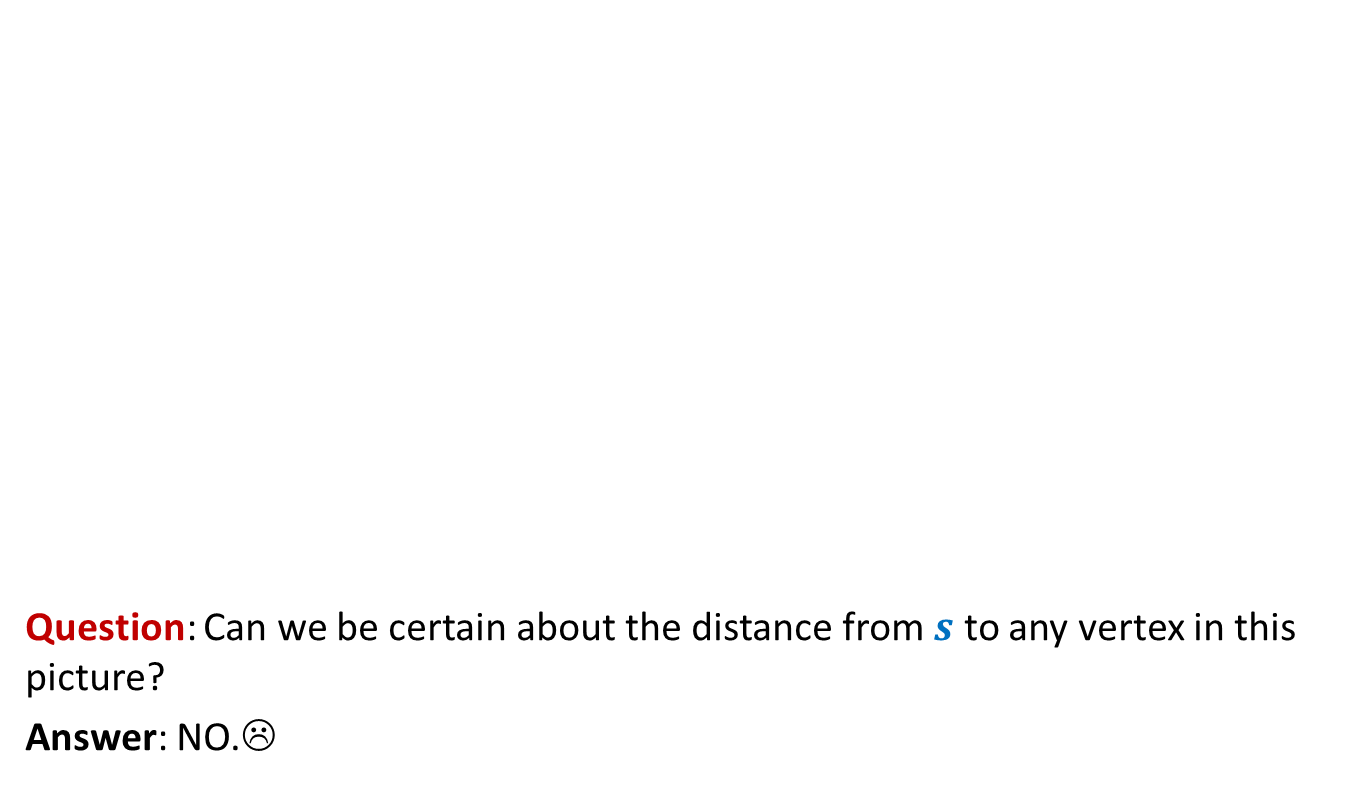 Question: Can we be certain about the distance from s to any vertex in this
picture?
Answer: NO.☹